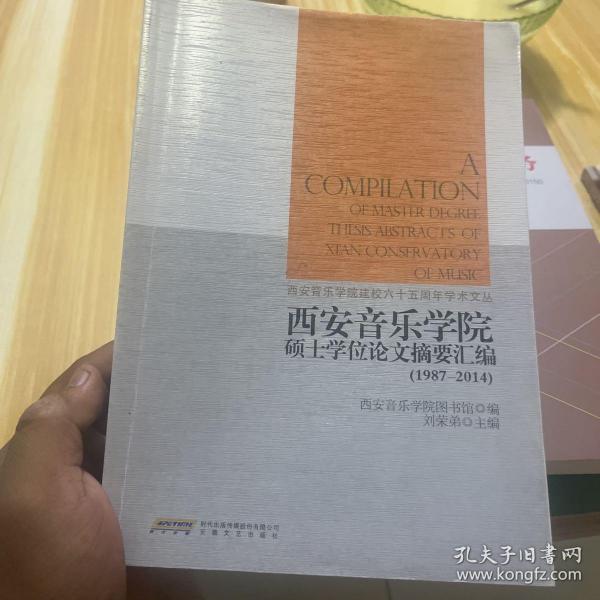 A
COMPILATION
OF MASTER DEGREE
THESIS ABSTRACTS OF
XIAN CONSERVATORY
OF MUSIC
西安音乐学院建校六十五周年学术文丛
西安音乐学院
硕士学位论文摘要汇编
(1987-2014)
西安音乐学院图书馆◎编
刘荣弟◎主编
时代出版传媒股份有限公司
安徽文艺出版社
孔夫子旧书网
www.kongfz.com